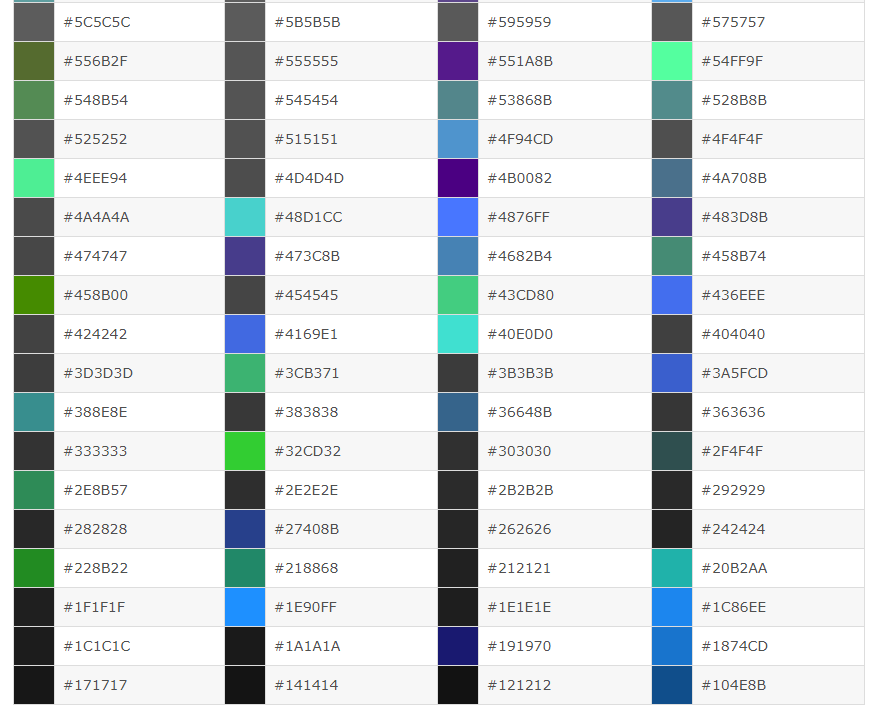 #5C5C5C #5B5B5B #595959 #575757
#556B2F #555555 #551A8B #54FF9F
#548B54 #545454 #53868B #528B8B
#525252 #515151 #4F94CD #4F4F4F
#4EEE94 #4D4D4D #4B0082 #4A708B
#4A4A4A #48D1CC #4876FF #483D8B
#474747 #473C8B #4682B4 #458B74
#458B00 #454545 #43CD80 #436EEE
#424242 #4169E1 #40E0D0 #404040
#3D3D3D #3CB371 #3B3B3B #3A5FCD
#388E8E #383838 #36648B #363636
#333333 #32CD32 #303030 #2F4F4F
#2E8B57 #2E2E2E #2B2B2B #292929
#282828 #27408B #262626 #242424
#228B22 #218868 #212121 #20B2AA
#1F1F1F #1E90FF #1E1E1E #1C86EE
#1C1C1C #1A1A1A #191970 #1874CD
#171717 #141414 #121212 #104E8B